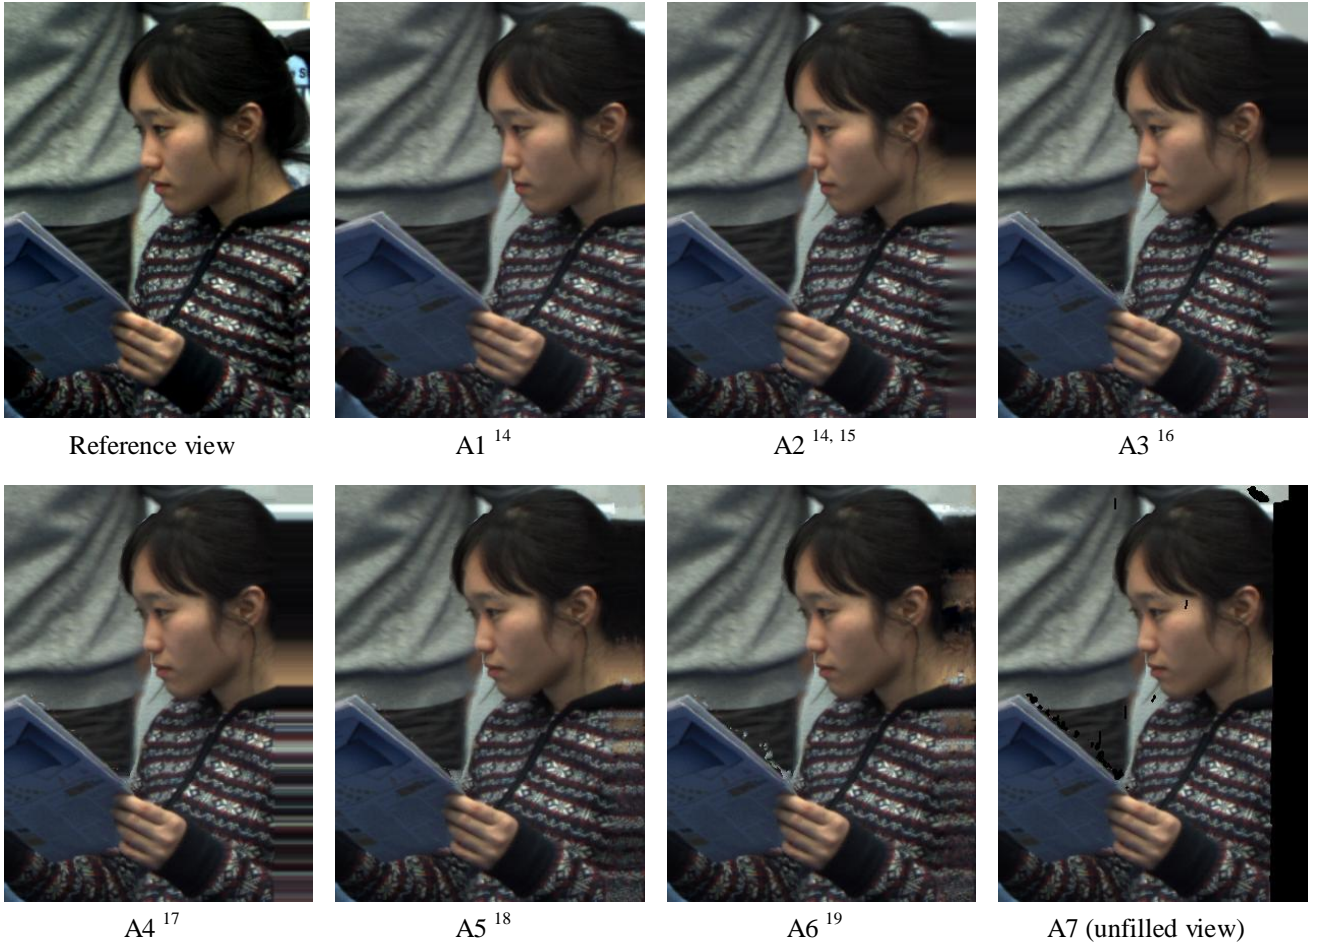 Reference view
A1 14
A2 14, 15
A3 16
A4 17
A5 18
A6 19
A7 (unfilled view)